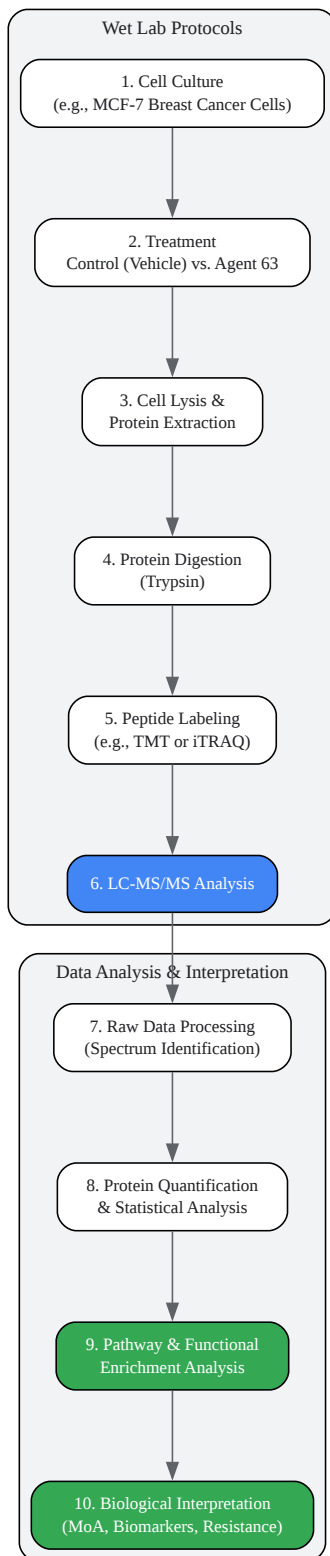 Wet Lab Protocols
1. Cell Culture
(e.g., MCF-7 Breast Cancer Cells)
2. Treatment
Control (Vehicle) vs. Agent 63
3. Cell Lysis &
Protein Extraction
4. Protein Digestion
(Trypsin)
5. Peptide Labeling
(e.g., TMT or iTRAQ)
6. LC-MS/MS Analysis
Data Analysis & Interpretation
7. Raw Data Processing
(Spectrum Identification)
8. Protein Quantification
& Statistical Analysis
9. Pathway & Functional
Enrichment Analysis
10. Biological Interpretation
(MoA, Biomarkers, Resistance)